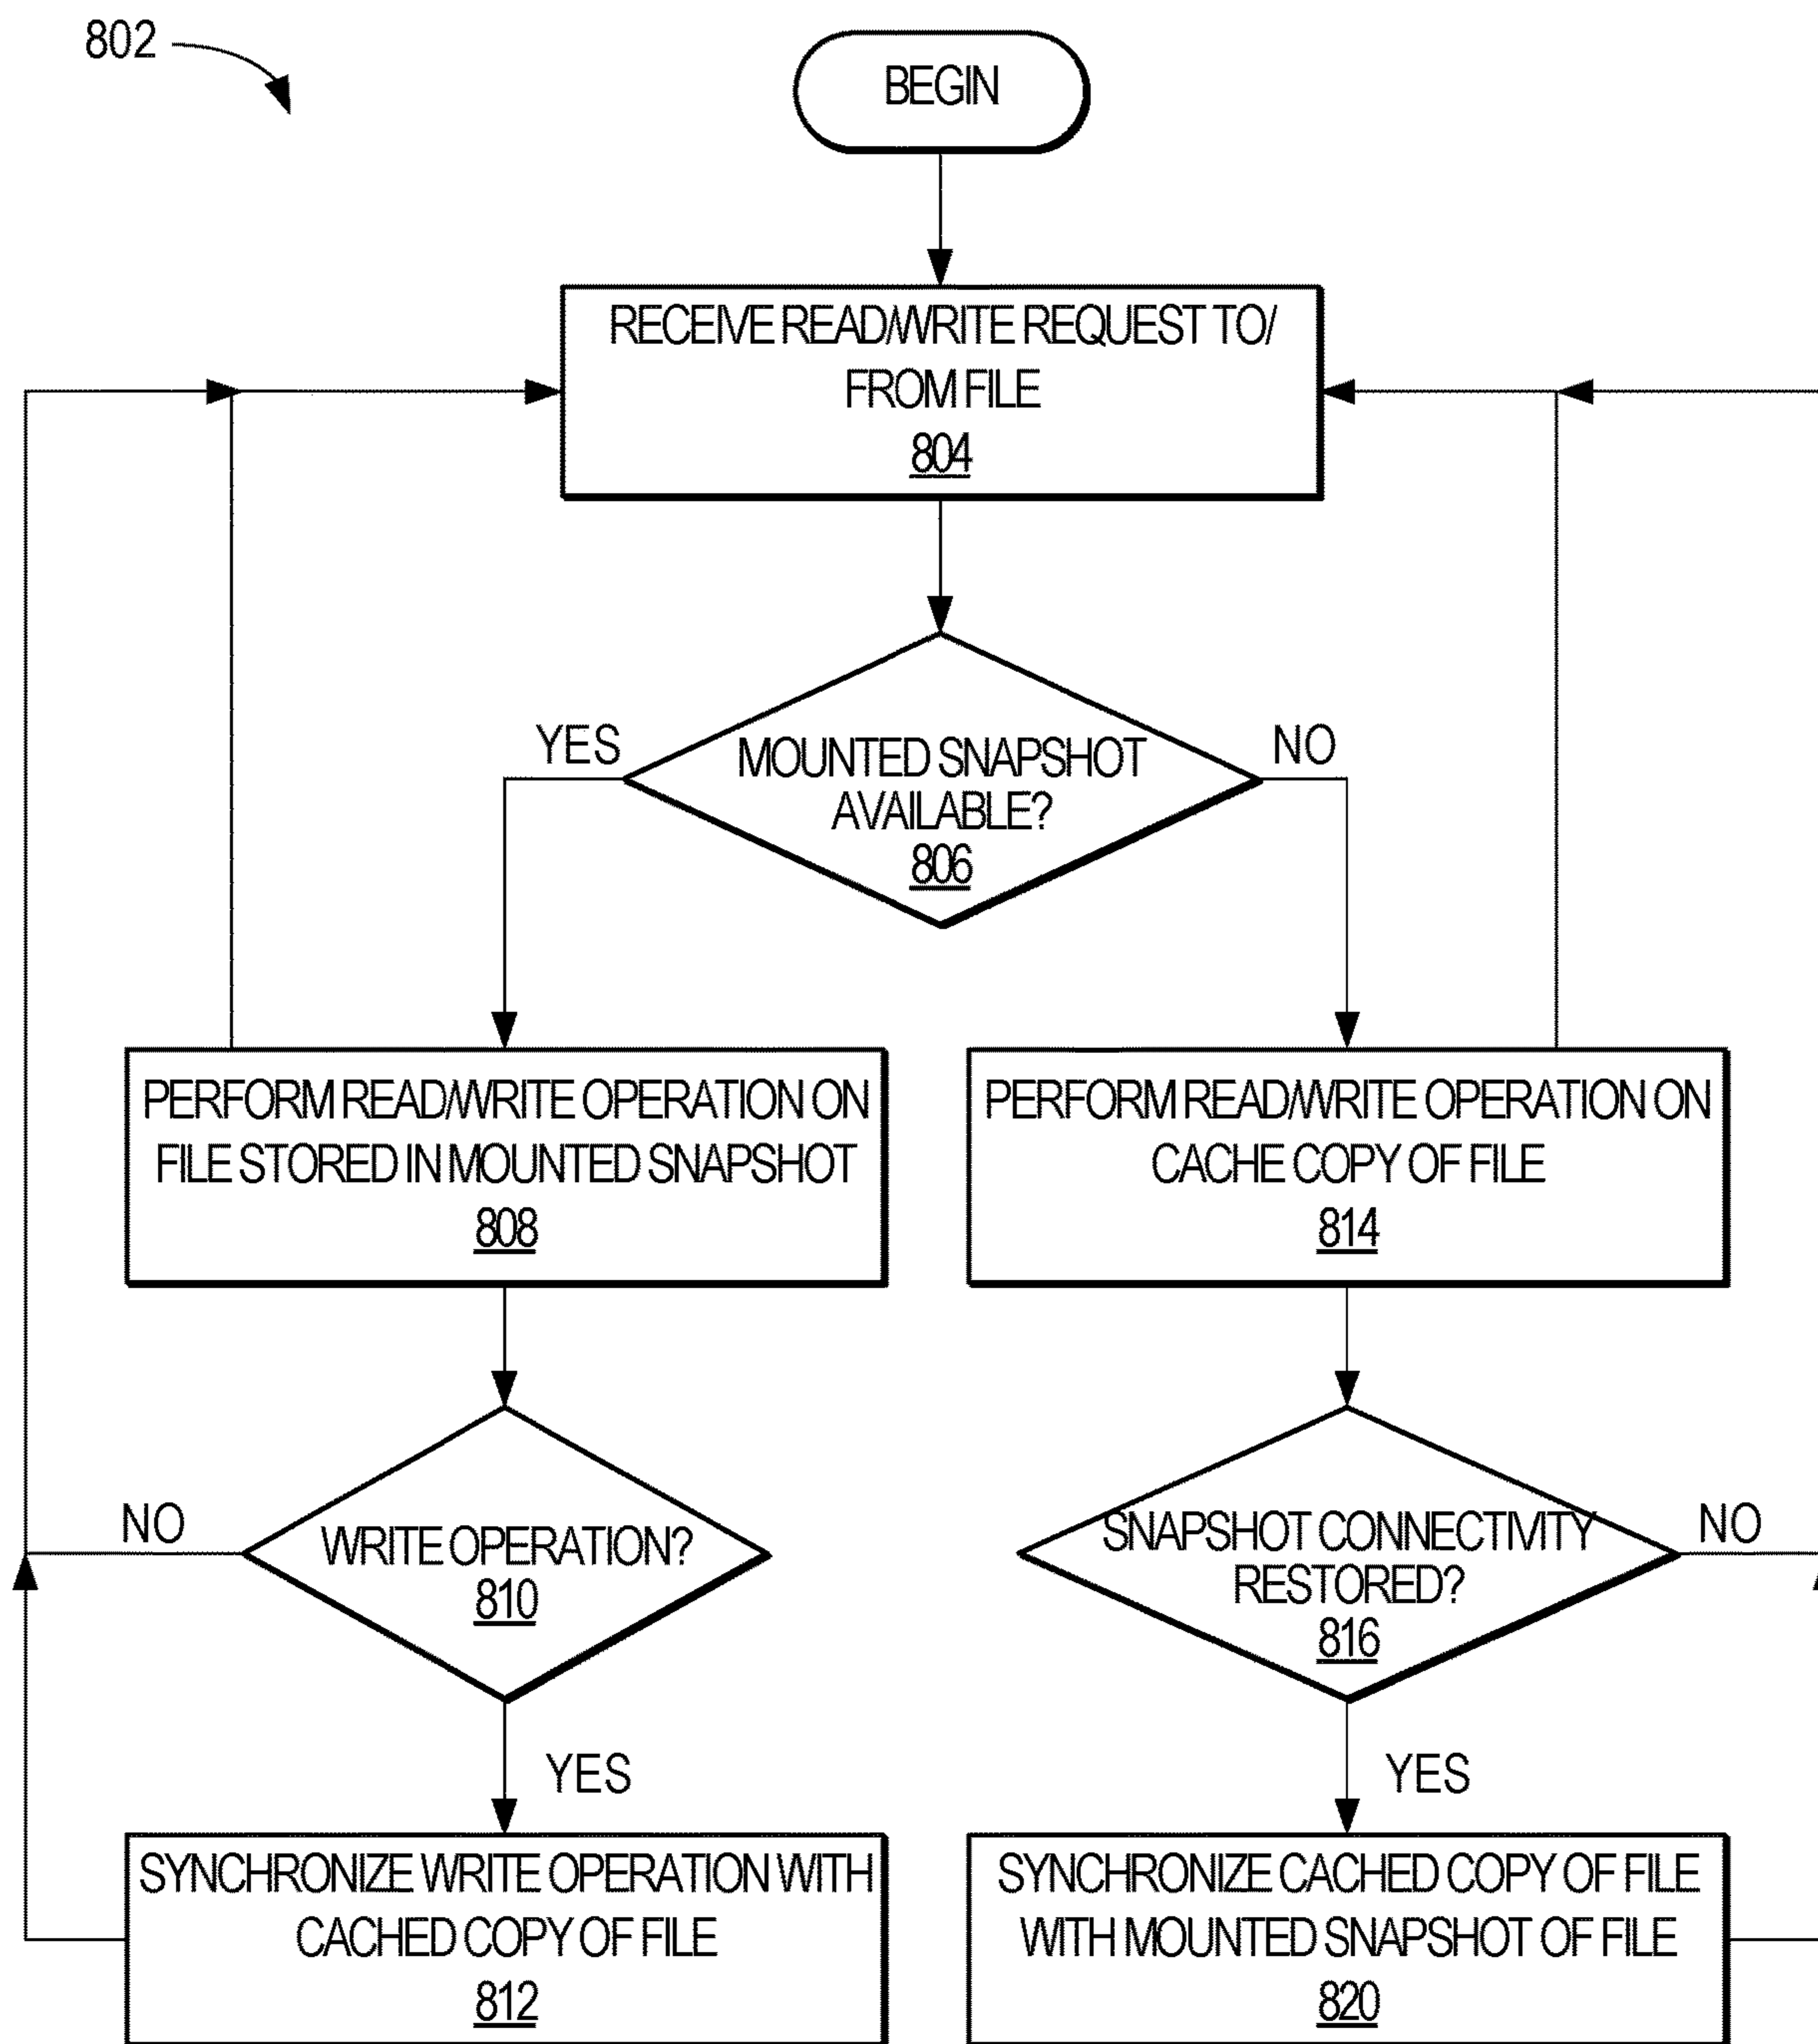 802
BEGIN
RECEIVE READ/WRITE REQUEST TO/
FROM FILE
804
YES
NO
MOUNTED SNAPSHOT
AVAILABLE?
806
PERFORM READ/WRITE OPERATION ON
FILE STORED IN MOUNTED SNAPSHOT
808
PERFORM READ/WRITE OPERATION ON
CACHE COPY OF FILE
814
NO
WRITE OPERATION?
810
SNAPSHOT CONNECTIVITY
RESTORED?
816
NO
YES
YES
SYNCHRONIZE WRITE OPERATION WITH
CACHED COPY OF FILE
812
SYNCHRONIZE CACHED COPY OF FILE
WITH MOUNTED SNAPSHOT OF FILE
820